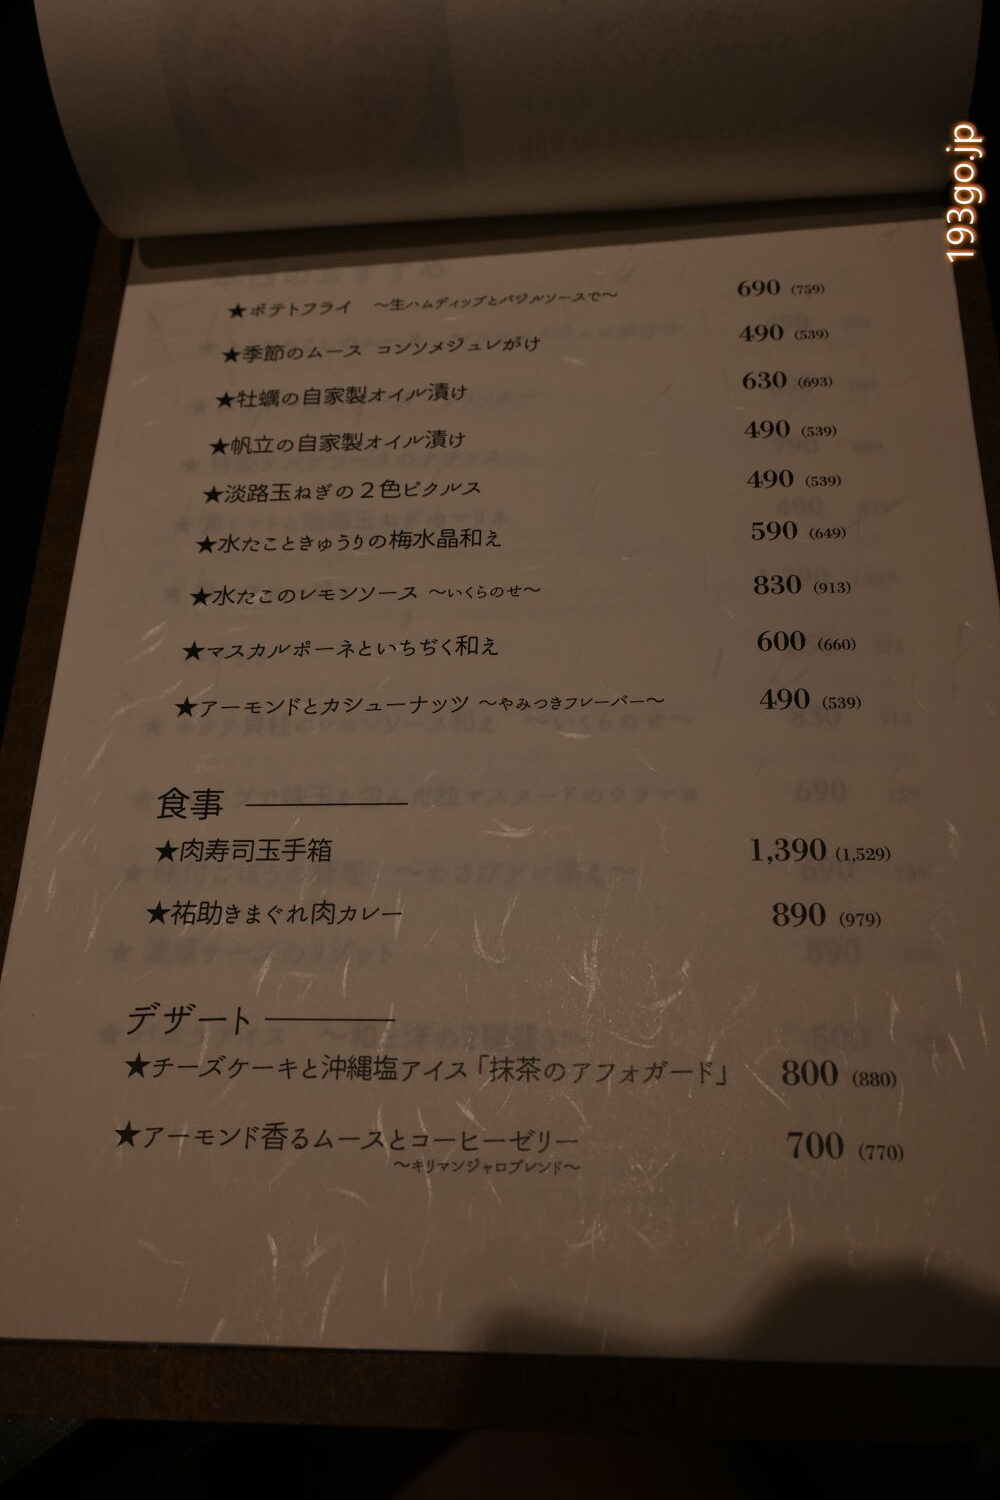 193go.jp
★ポテトフライ ～生ハムディップとバジルソースで～ 690 (759)
★季節のムース コンソメジュレがけ 490 (539)
★牡蠣の自家製オイル漬け 630 (693)
★帆立の自家製オイル漬け 490 (539)
★淡路玉ねぎの2色ピクルス 490 (539)
★水たこときゅうりの梅水晶和え 590 (649)
★水たこのレモンソース ～いくらのせ～ 830 (913)
★マスカルポーネといちぢく和え 600 (660)
★アーモンドとカシューナッツ ～やみつきフレーバー～ 490 (539)
食事
★肉寿司玉手箱 1,390 (1,529)
★祐助きまぐれ肉カレー 890 (979)
デザート
★チーズケーキと沖縄塩アイス「抹茶のアフォガード」 800 (880)
★アーモンド香るムースとコーヒーゼリー 700 (770)
～キリマンジャロブレンド～